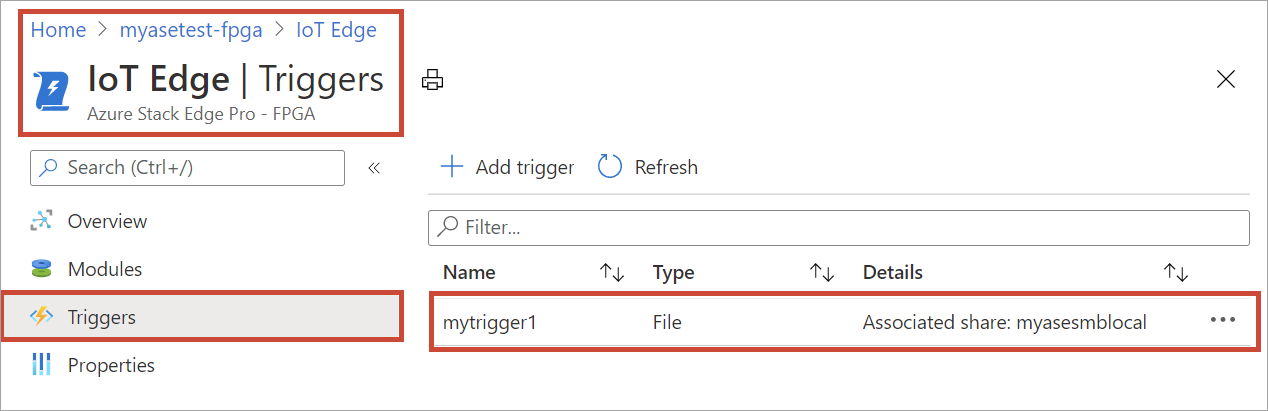 Home > myasetest-fpga > IoT Edge
IoT Edge | Triggers
Azure Stack Edge Pro - FPGA
Search (Ctrl+/)
«
Overview
Modules
Triggers
Properties
Add trigger Refresh
Filter...
Name Type Details
mytrigger1 File Associated share: myasesmblocal